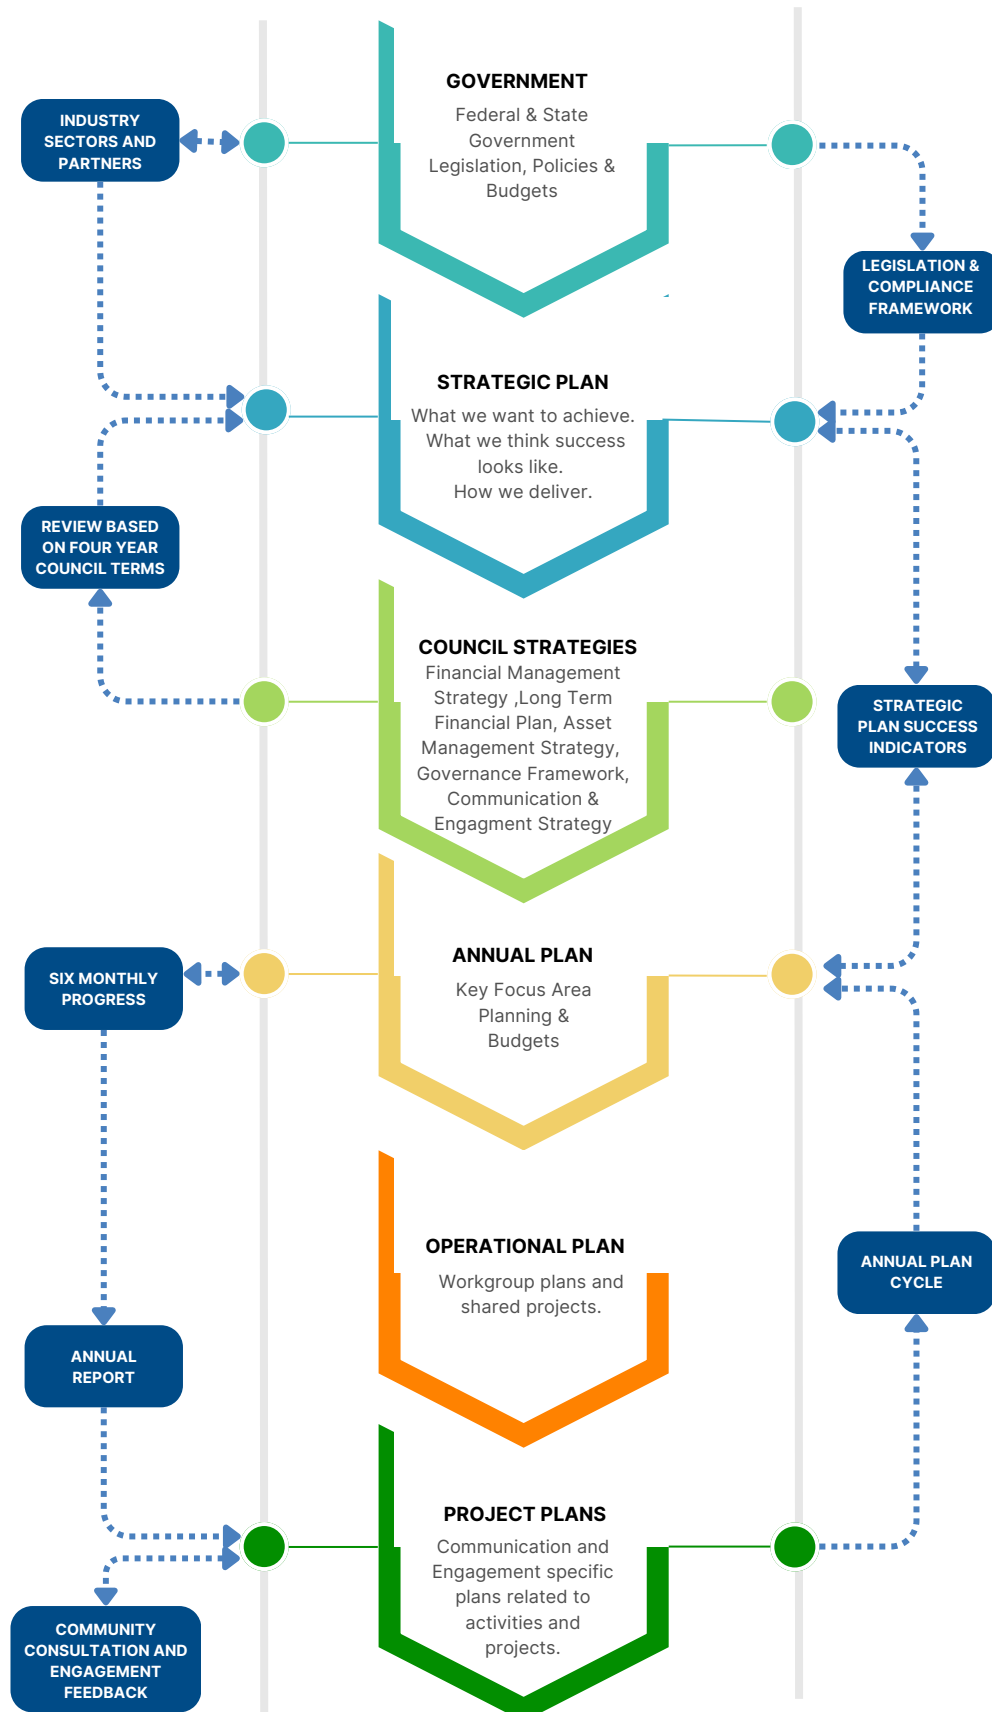 GOVERNMENT
Federal & State
Government
Legislation, Policies &
Budgets
INDUSTRY
SECTORS AND
PARTNERS
LEGISLATION &
COMPLIANCE
FRAMEWORK
STRATEGIC PLAN
What we want to achieve.
What we think success
looks like.
How we deliver.
REVIEW BASED
ON FOUR YEAR
COUNCIL TERMS
COUNCIL STRATEGIES
Financial Management
Strategy ,Long Term
Financial Plan, Asset
Management Strategy,
Governance Framework,
Communication &
Engagment Strategy
STRATEGIC
PLAN SUCCESS
INDICATORS
ANNUAL PLAN
Key Focus Area
Planning &
Budgets
SIX MONTHLY
PROGRESS
OPERATIONAL PLAN
Workgroup plans and
shared projects.
ANNUAL PLAN
CYCLE
ANNUAL
REPORT
PROJECT PLANS
Communication and
Engagement specific
plans related to
activities and
projects.
COMMUNITY
CONSULTATION AND
ENGAGEMENT
FEEDBACK